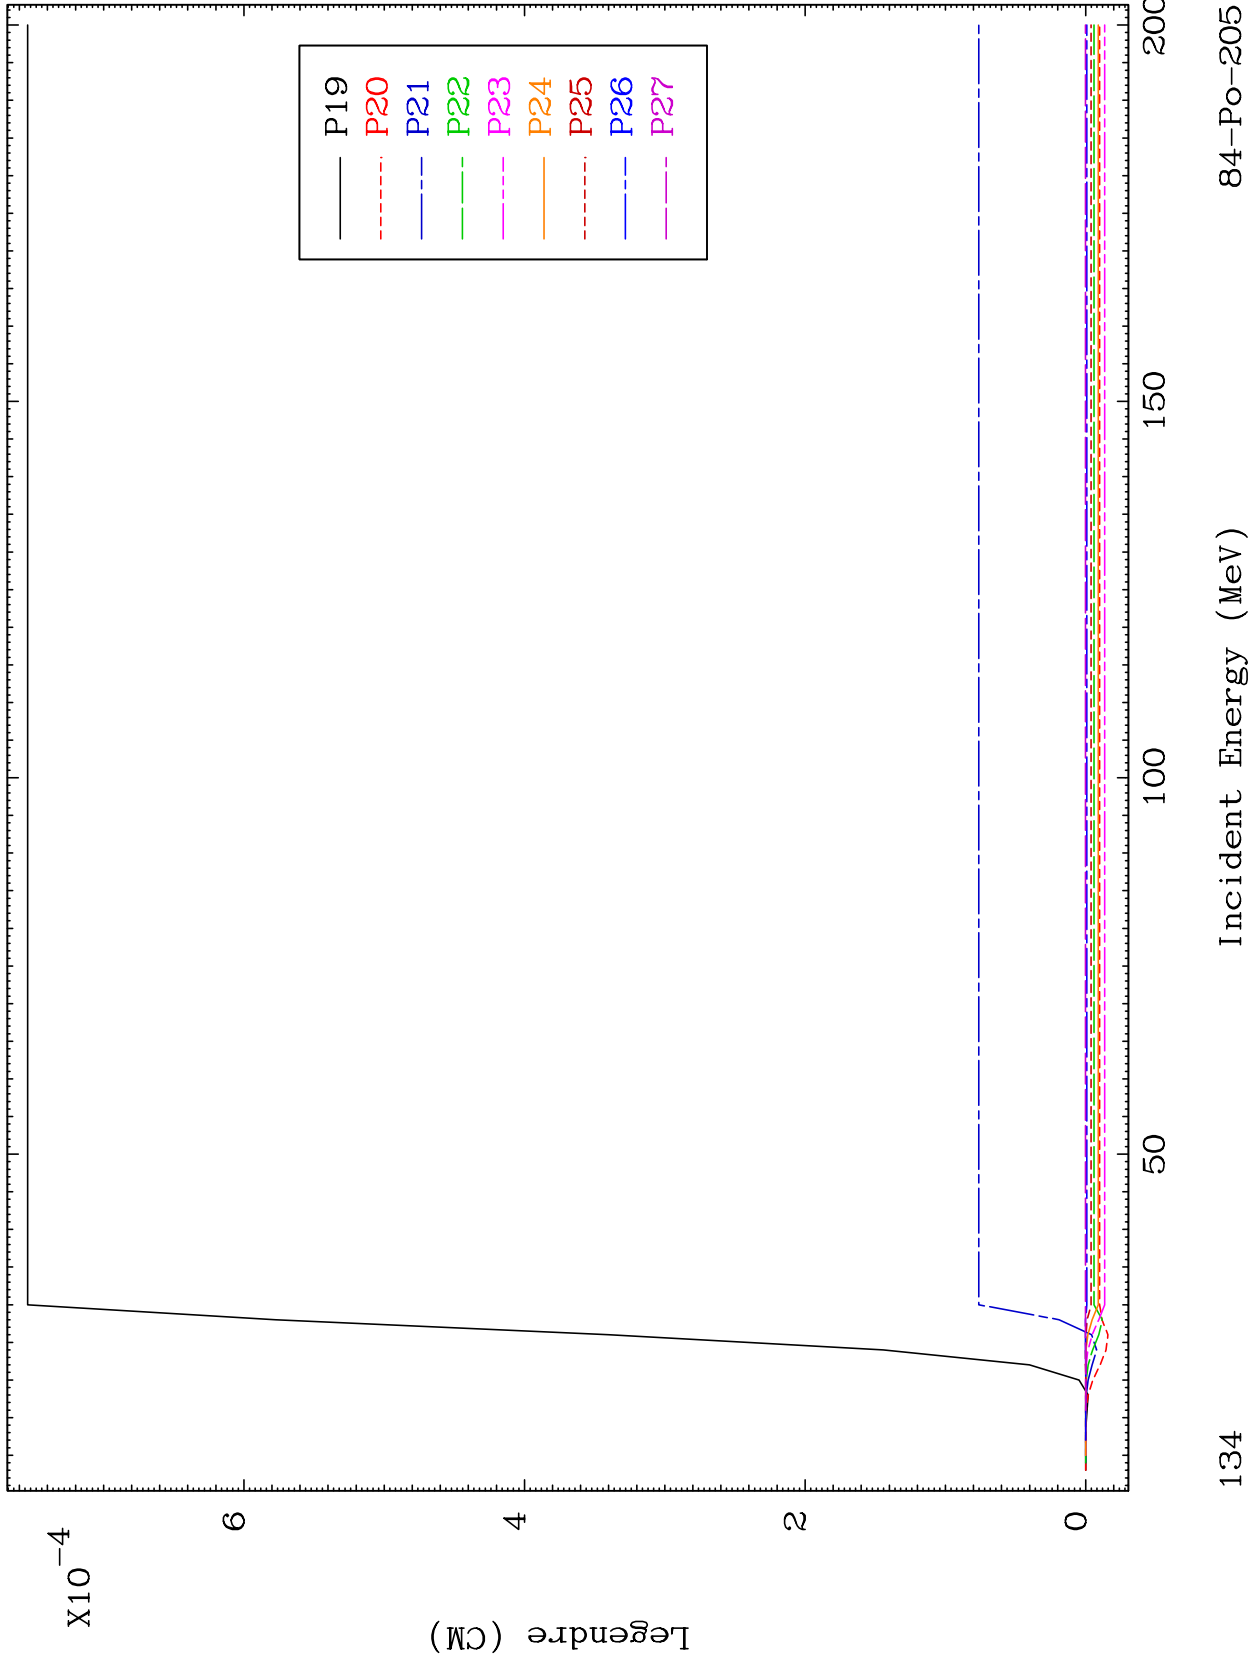 X10-4
Legendre (CM)
6
4
2
0
P19
P20
P21
P22
P23
P24
P25
P26
P27
50
100
150
200
Incident Energy (MeV)
134
84-Po-205